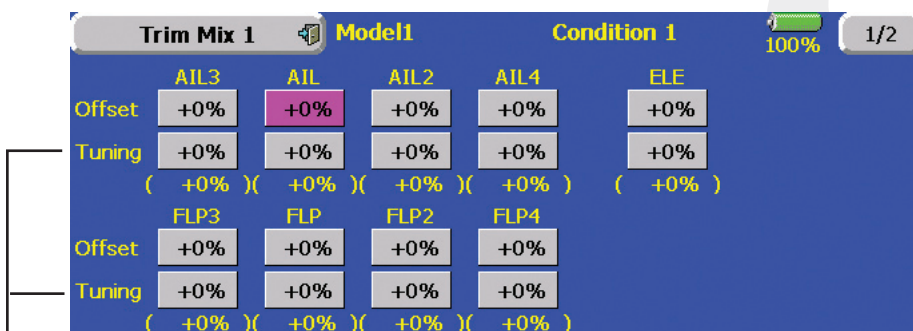 Trim Mix 1 Model1 Condition 1 100% 1/2
AIL3 AIL AIL2 AIL4 ELE
Offset +0% +0% +0% +0% +0%
Tuning +0% +0% +0% +0% +0%
( +0% )( +0% )( +0% )( +0% ) ( +0% )
FLP3 FLP FLP2 FLP4
Offset +0% +0% +0% +0%
Tuning +0% +0% +0% +0%
( +0% )( +0% )( +0% )( +0% )